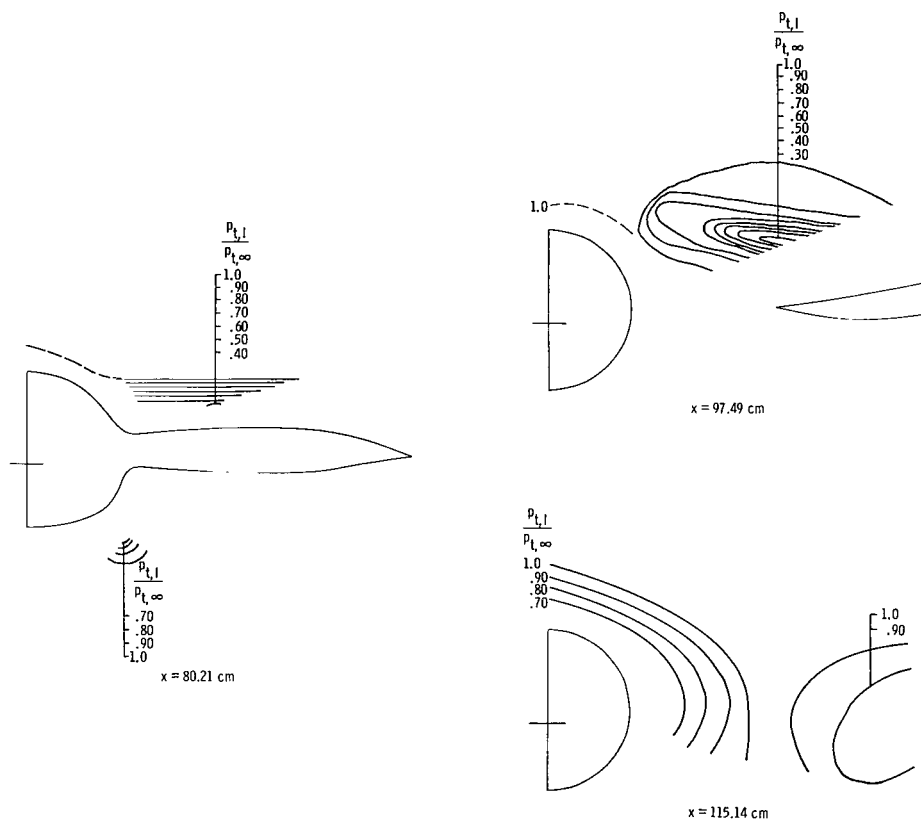 p_t,l
p_t,∞
1.0
.90
.80
.70
.60
.50
.40
p_t,l
p_t,∞
.70
.80
.90
1.0
x = 80.21 cm
p_t,l
p_t,∞
1.0
.90
.80
.70
.60
.50
.40
.30
1.0
x = 97.49 cm
p_t,l
p_t,∞
1.0
.90
.80
.70
1.0
.90
x = 115.14 cm